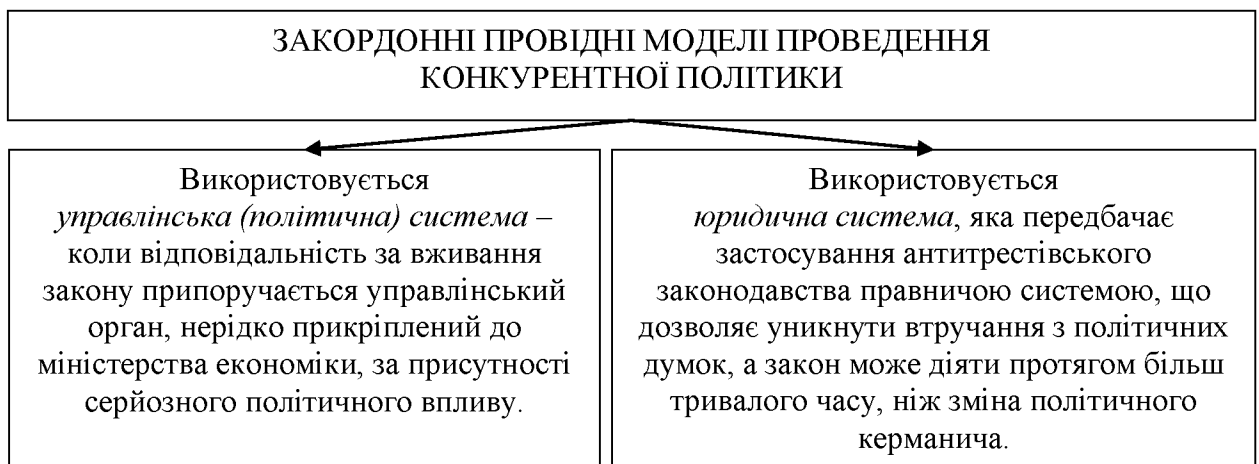 ЗАКОРДОННІ ПРОВІДНІ МОДЕЛІ ПРОВЕДЕННЯ
КОНКУРЕНТНОЇ ПОЛІТИКИ
Використовується
управлінська (політична) система –
коли відповідальність за вживання
закону припоручається управлінський
орган, нерідко прикріплений до
міністерства економіки, за присутності
серйозного політичного впливу.
Використовується
юридична система, яка передбачає
застосування антитрестівського
законодавства правничою системою, що
дозволяє уникнути втручання з політичних
думок, а закон може діяти протягом більш
тривалого часу, ніж зміна політичного
керманича.